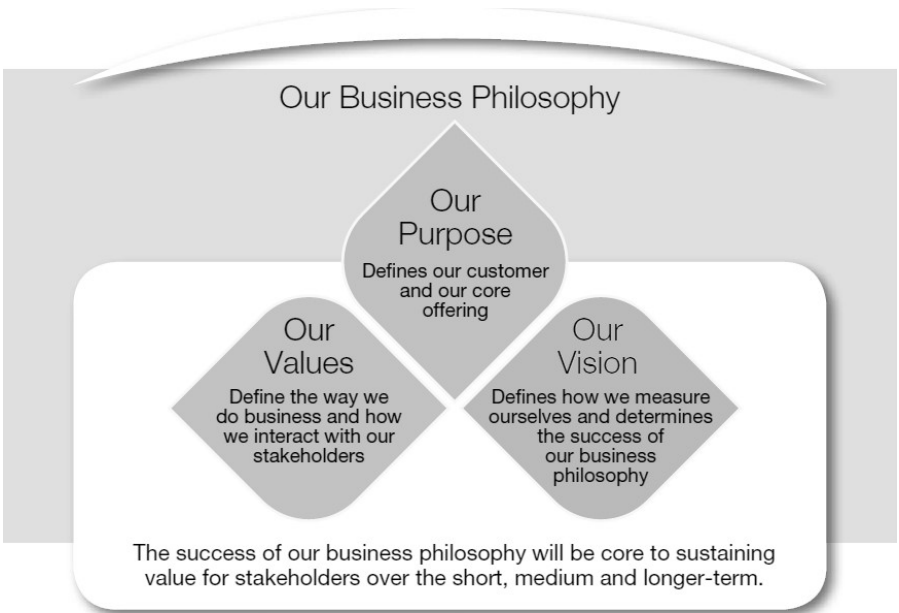 Our Business Philosophy
Our
Purpose
Defines our customer
and our core
offering
Our
Values
Define the way we
do business and how
we interact with our
stakeholders
Our
Vision
Defines how we measure
ourselves and determines
the success of
our business
philosophy
The success of our business philosophy will be core to sustaining
value for stakeholders over the short, medium and longer-term.